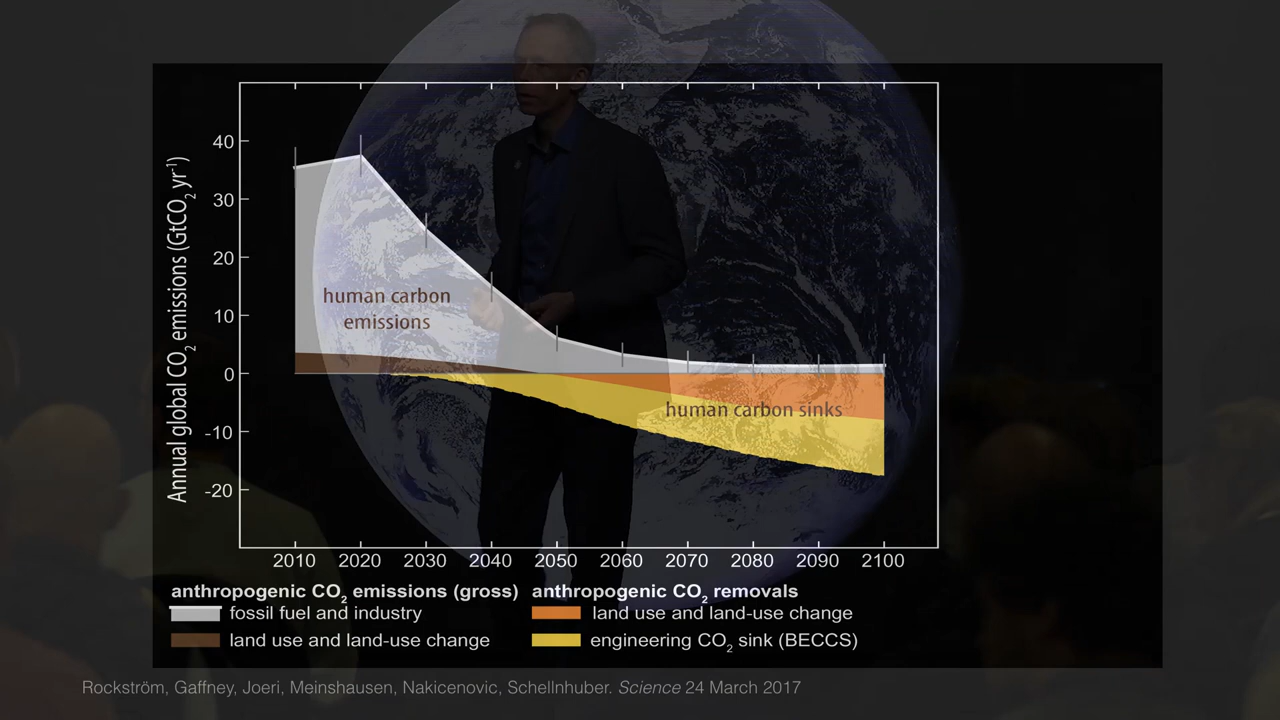 40
30
20
10
0
-10
-20
Annual global CO2 emissions (GtCO2 yr-1)
human carbon
emissions
human carbon sinks
2010 2020 2030 2040 2050 2060 2070 2080 2090 2100
anthropogenic CO2 emissions (gross) anthropogenic CO2 removals
fossil fuel and industry land use and land-use change
land use and land-use change engineering CO2 sink (BECCS)
Rockström, Gaffney, Joeri, Meinshausen, Nakicenovic, Schellnhuber. Science 24 March 2017